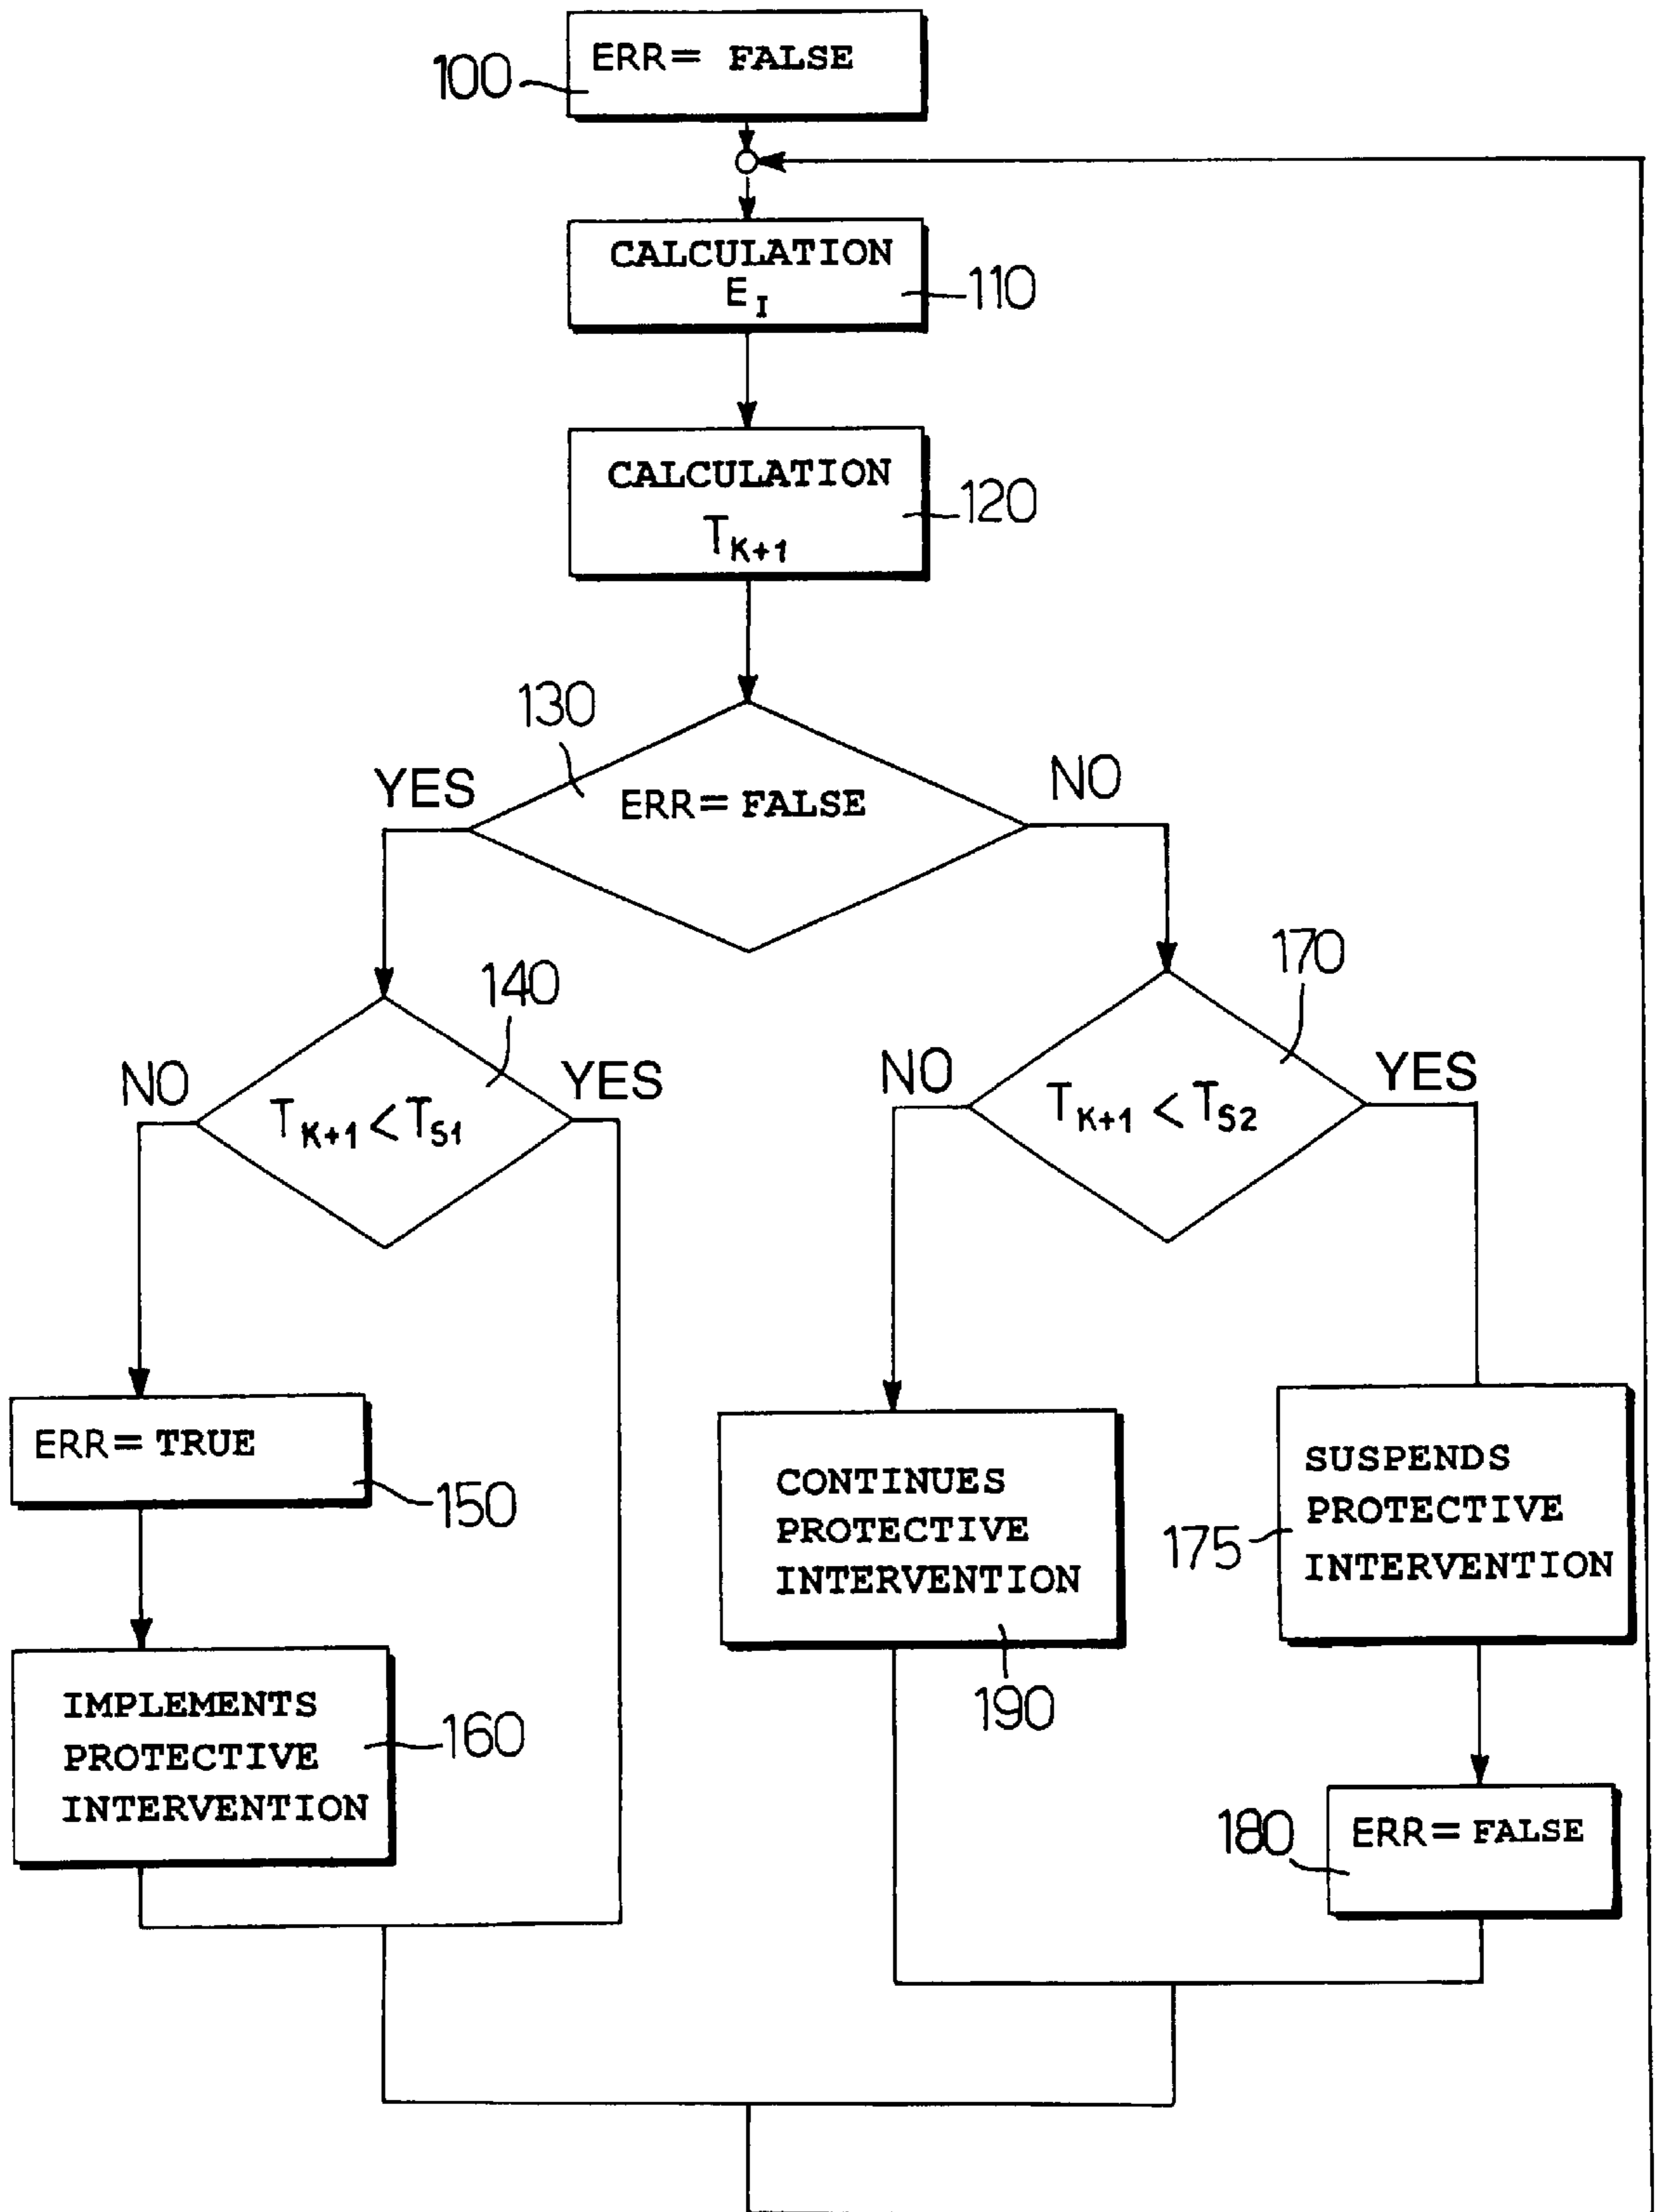 ERR= FALSE
100
CALCULATION
E_I
110
CALCULATION
T_K+1
120
130
YES
ERR= FALSE
NO
140
NO
T_K+1 < T_S1
YES
170
NO
T_K+1 < T_S2
YES
ERR= TRUE
150
CONTINUES
PROTECTIVE
INTERVENTION
190
SUSPENDS
PROTECTIVE
INTERVENTION
175
IMPLEMENTS
PROTECTIVE
INTERVENTION
160
ERR= FALSE
180